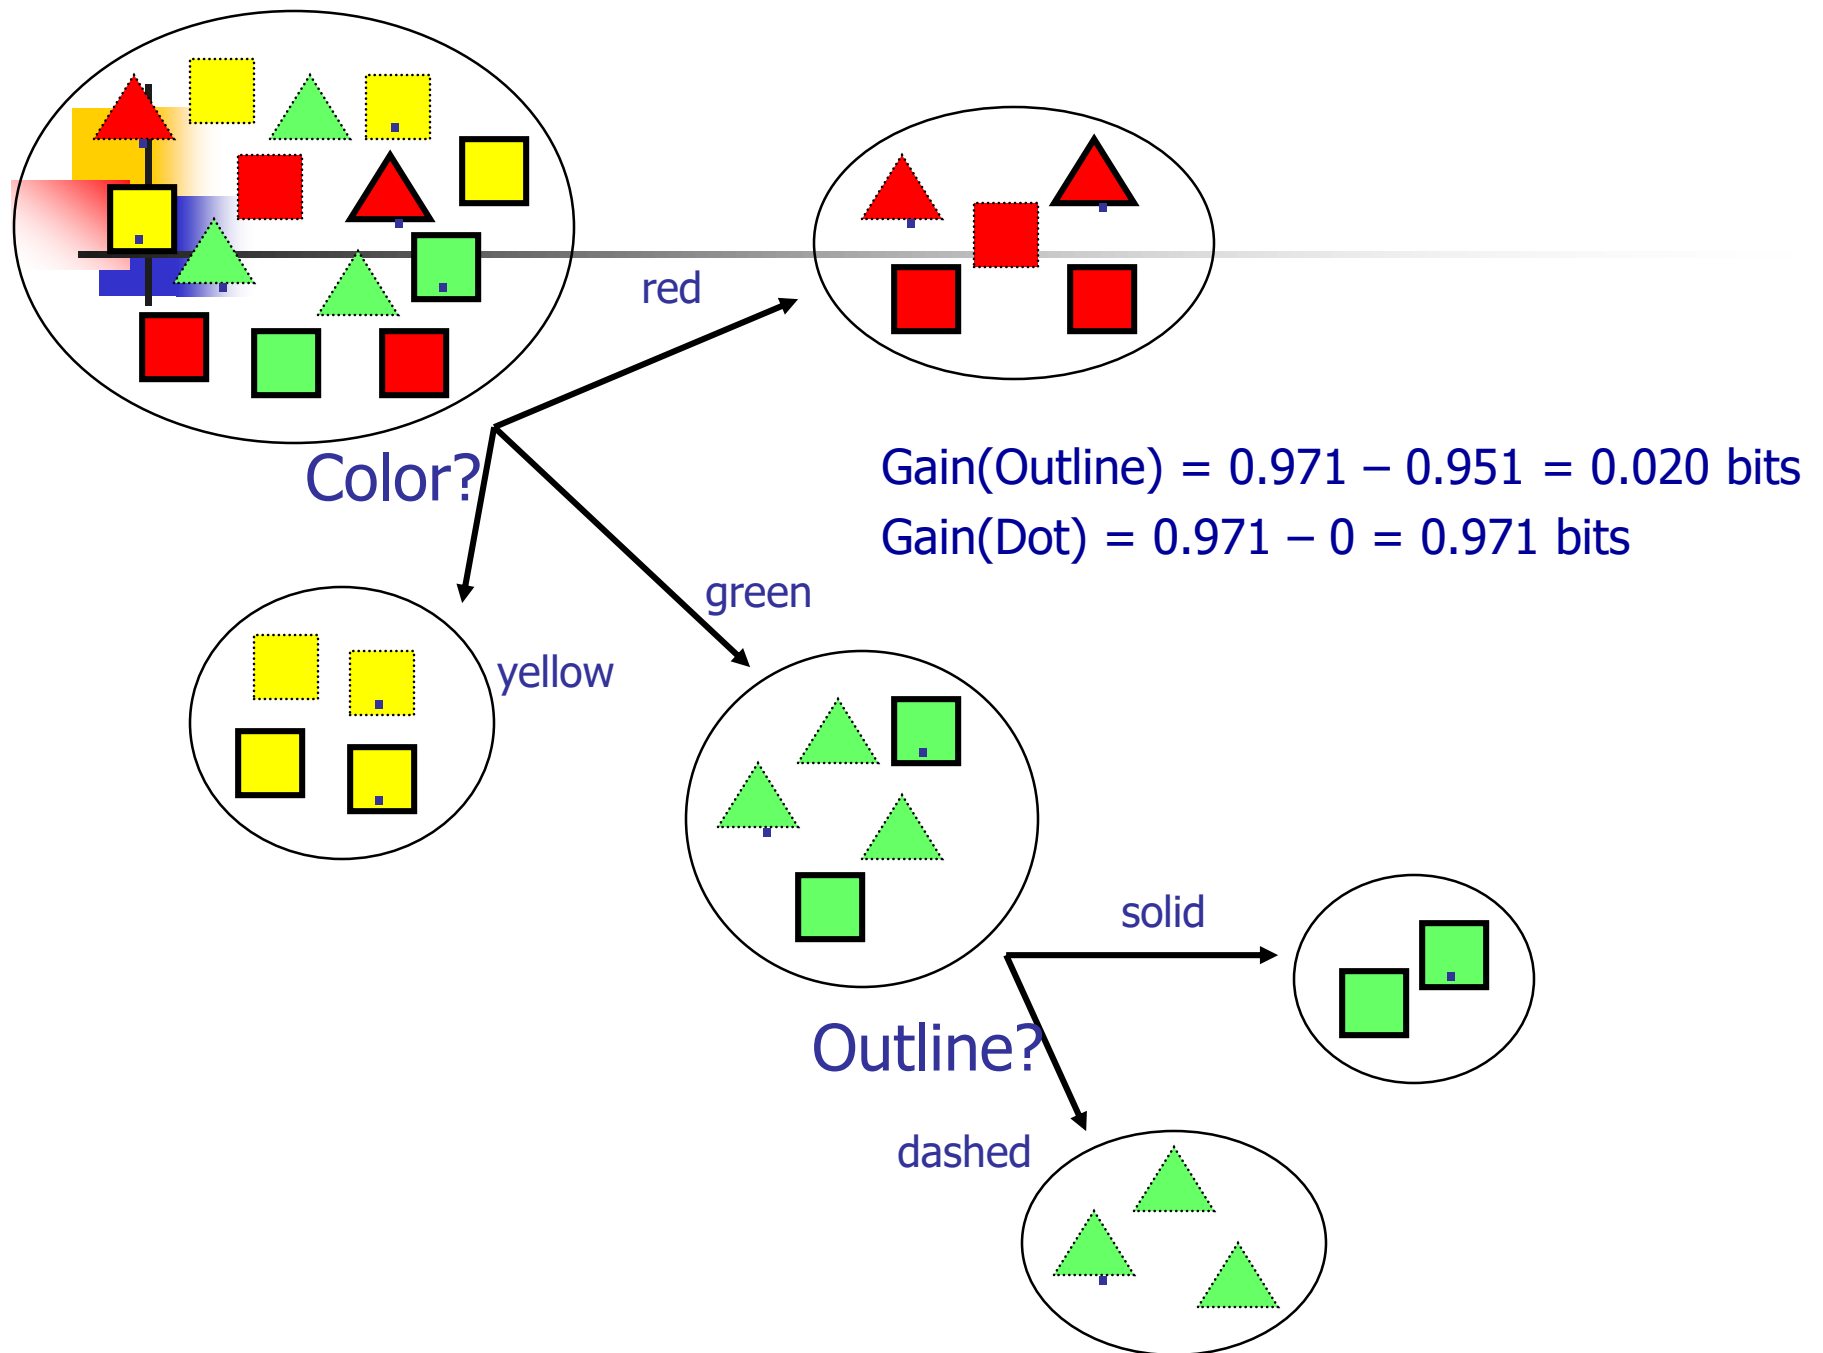 red
Color?
Gain(Outline) = 0.971 – 0.951 = 0.020 bits
Gain(Dot) = 0.971 – 0 = 0.971 bits
green
yellow
solid
Outline?
dashed